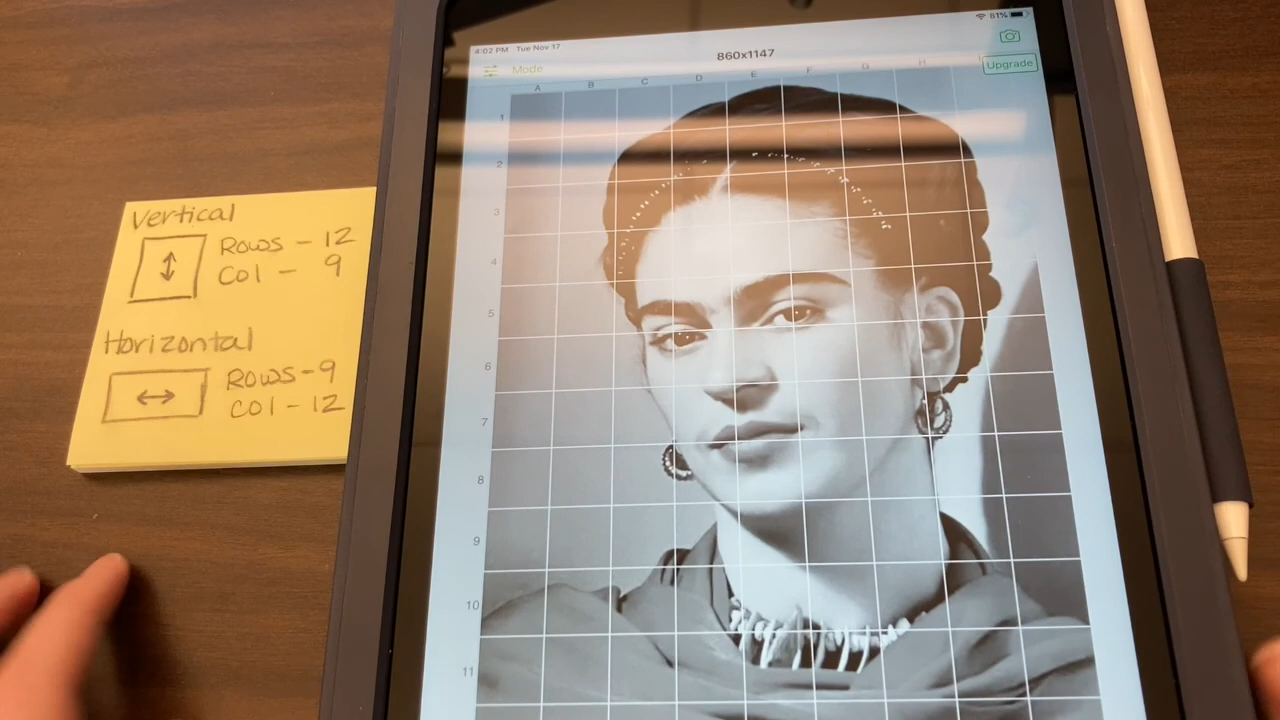 Vertical
Rows - 12
Col - 9
Horizontal
Rows-9
Col-12
4:02 PM Tue Nov 17
81%
860x1147
Mode
Upgrade
A B C D E F G H
1
2
3
4
5
6
7
8
9
10
11